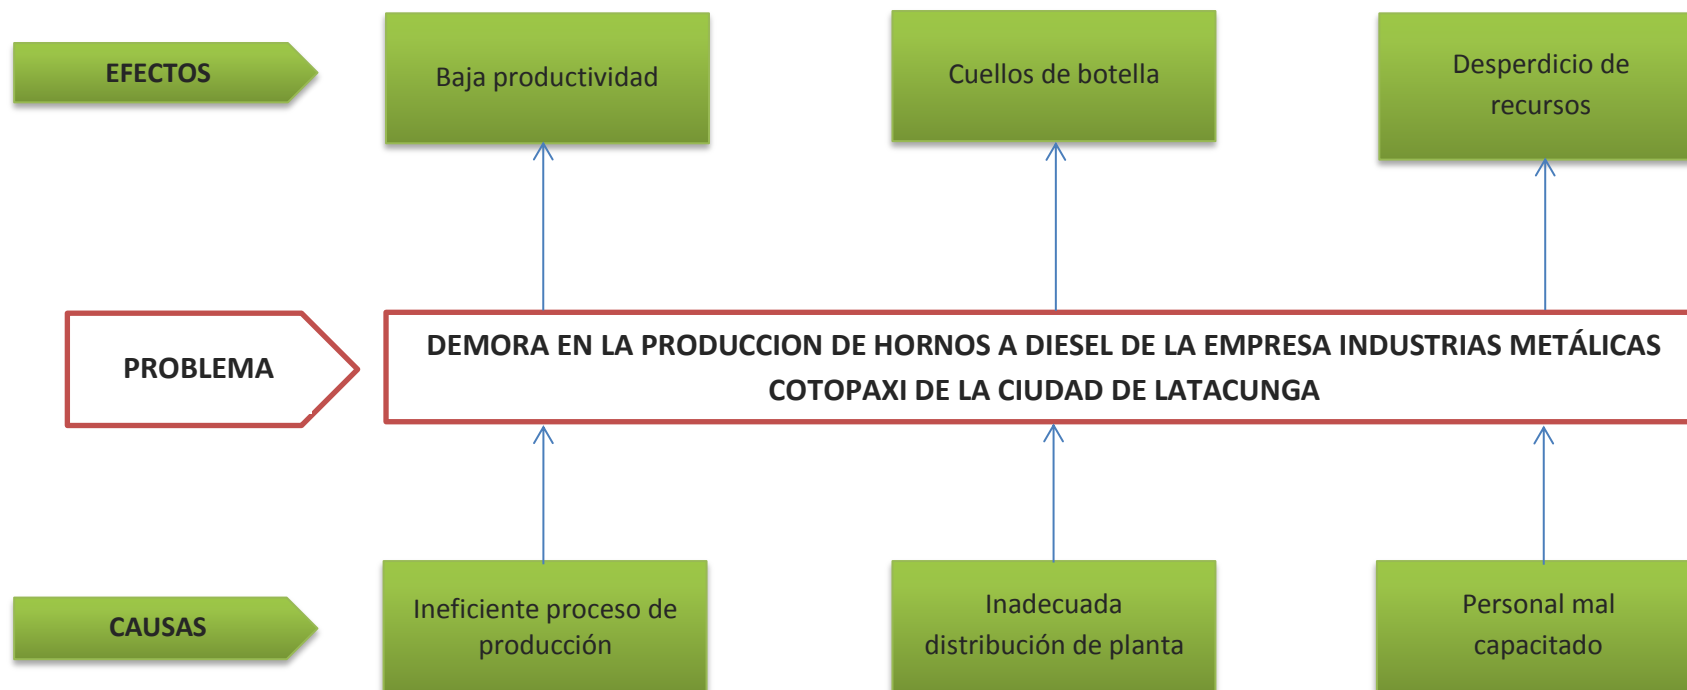 EFECTOS
Baja productividad
Cuellos de botella
Desperdicio de
recursos
PROBLEMA
DEMORA EN LA PRODUCCION DE HORNOS A DIESEL DE LA EMPRESA INDUSTRIAS METÁLICAS
COTOPAXI DE LA CIUDAD DE LATACUNGA
CAUSAS
Ineficiente proceso de
producción
Inadecuada
distribución de planta
Personal mal
capacitado